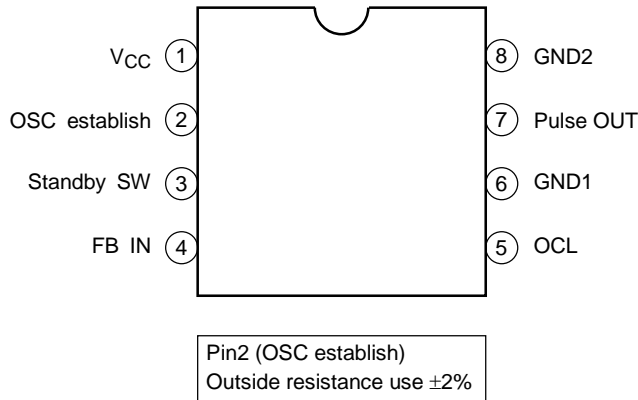 VCC 1 8 GND2
OSC establish 2 7 Pulse OUT
Standby SW 3 6 GND1
FB IN 4 5 OCL
Pin2 (OSC establish)
Outside resistance use ±2%